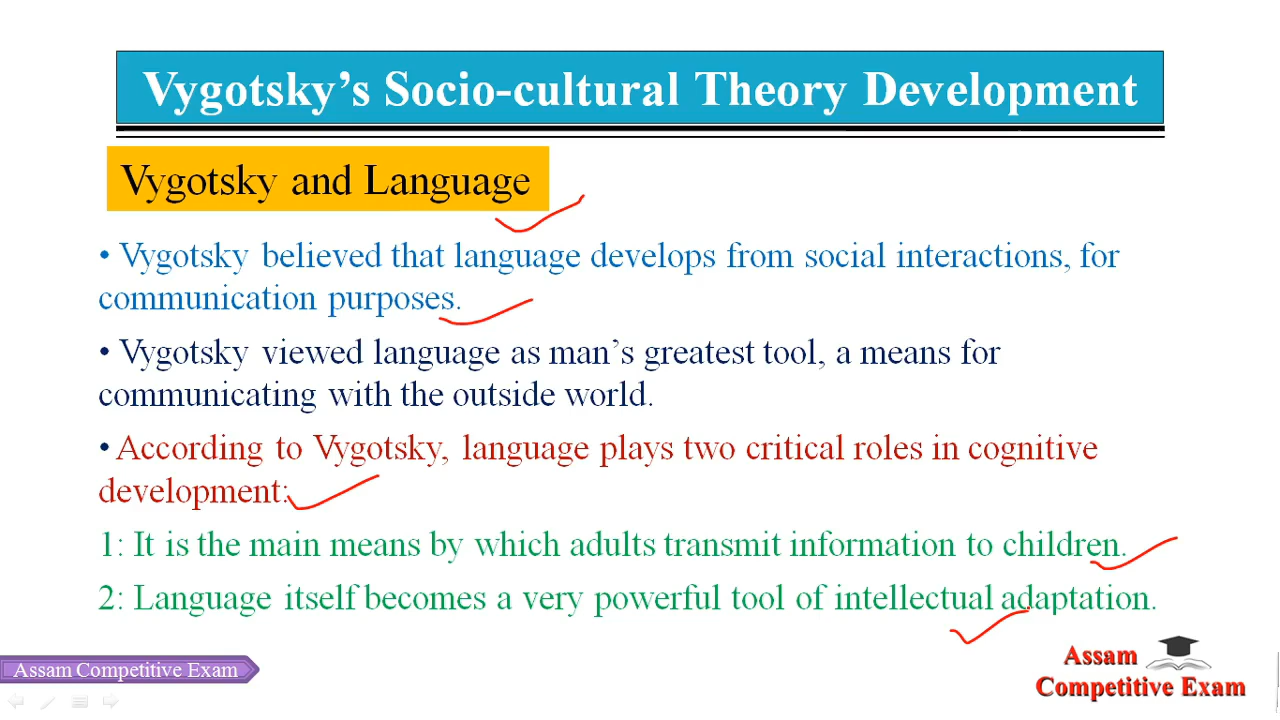 Vygotsky's Socio-cultural Theory Development
Vygotsky and Language
• Vygotsky believed that language develops from social interactions, for
communication purposes.
• Vygotsky viewed language as man's greatest tool, a means for
communicating with the outside world.
• According to Vygotsky, language plays two critical roles in cognitive
development:
1: It is the main means by which adults transmit information to children.
2: Language itself becomes a very powerful tool of intellectual adaptation.
Assam Competitive Exam
Assam
Competitive Exam